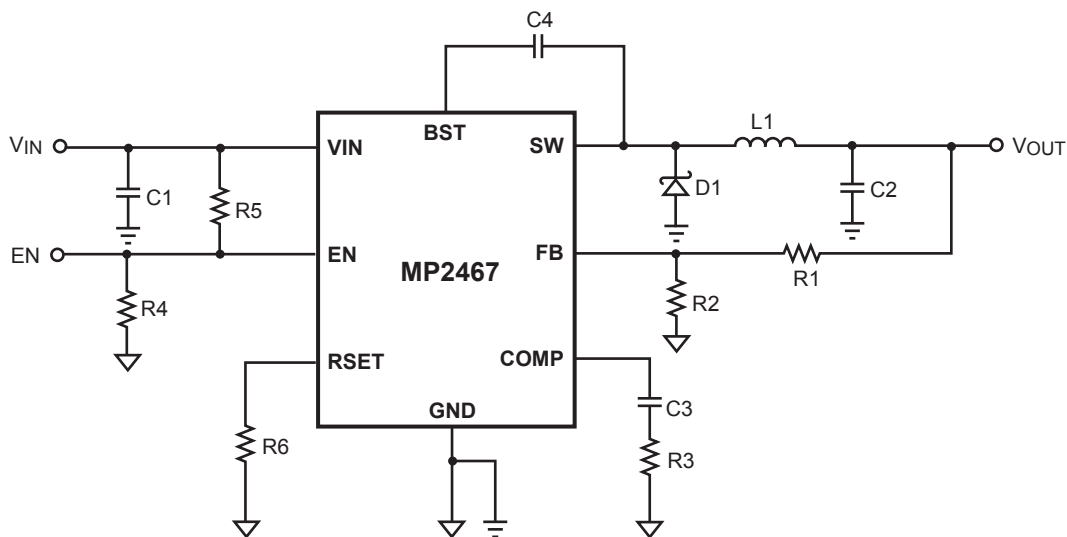 C4
VIN
VIN
BST
SW
L1
VOUT
C1
R5
D1
C2
EN
EN
MP2467
FB
R1
R4
R2
RSET
COMP
GND
C3
R6
R3